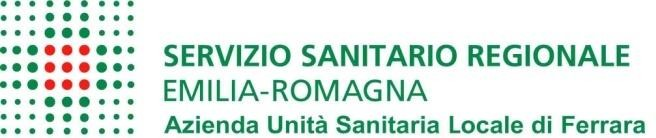 SERVIZIO SANITARIO REGIONALE
EMILIA-ROMAGNA
Azienda Unità Sanitaria Locale di Ferrara